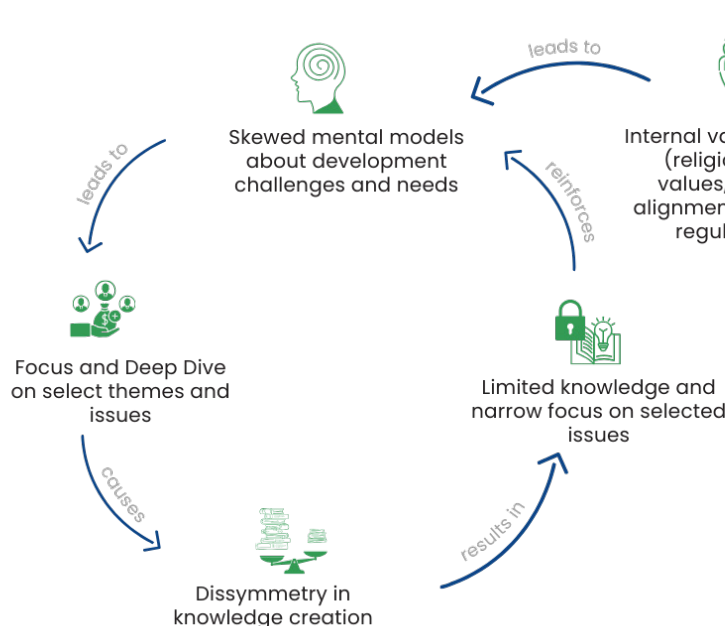 leads to
Skewed mental models
about development
challenges and needs
Internal
(religi
values,
alignmen
regul
leads to
reinforces
Focus and Deep Dive
on select themes and
issues
Limited knowledge and
narrow focus on selected
issues
causes
results in
Dissymmetry in
knowledge creation